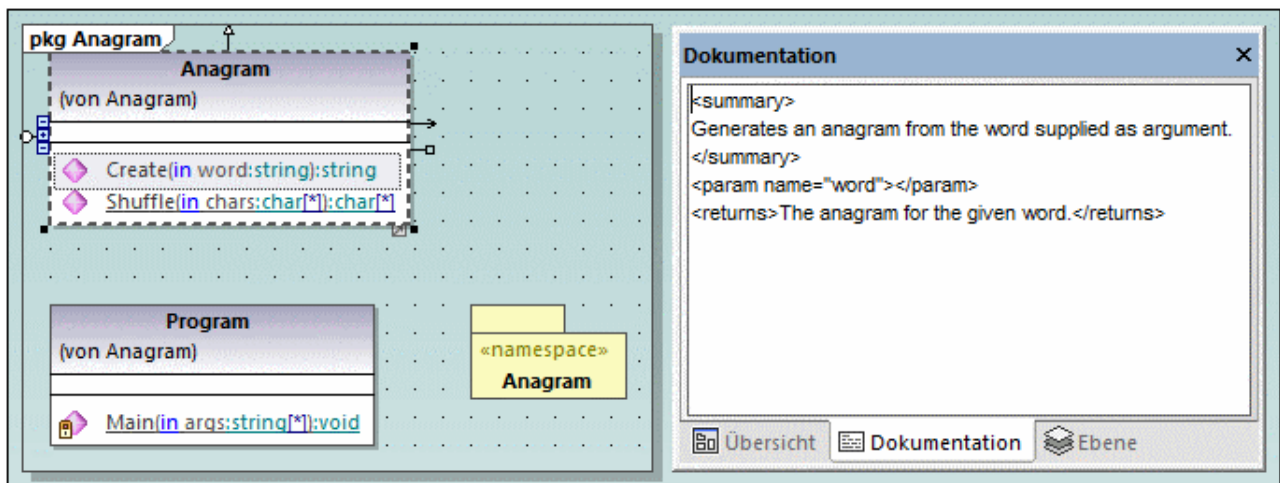 pkg Anagram
Anagram
(von Anagram)
Create(in word:string):string
Shuffle(in chars:char[*]):char[*]
Program
(von Anagram)
Main(in args:string[*]):void
«namespace»
Anagram
Dokumentation
<summary>
Generates an anagram from the word supplied as argument.
</summary>
<param name="word"></param>
<returns>The anagram for the given word.</returns>
Übersicht Dokumentation Ebene